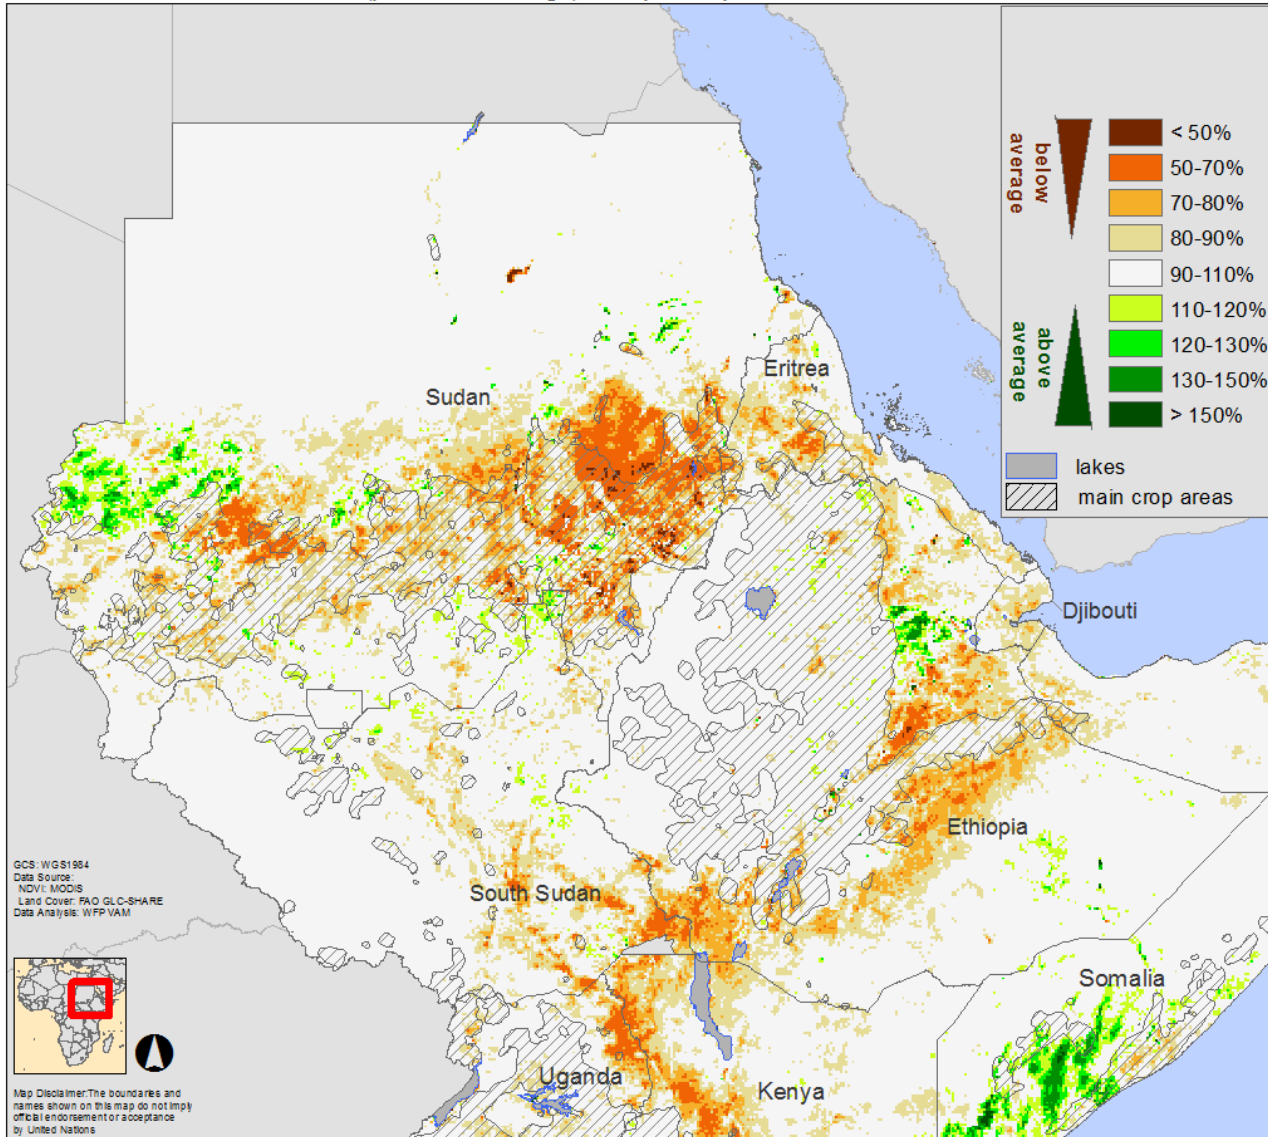 below
average
< 50%
50-70%
70-80%
80-90%
90-110%
110-120%
120-130%
130-150%
> 150%
above
average
lakes
main crop areas
Eritrea
Sudan
Djibouti
Ethiopia
South Sudan
Somalia
Uganda
Kenya
GCS: WGS1984
Data Source:
NDVI: MODIS
Land Cover: FAO GLC-SHARE
Data Analysis: WFP VAM
Map Disclaimer:The boundaries and
names shown on this map do not imply
official endorsement or acceptance
by United Nations